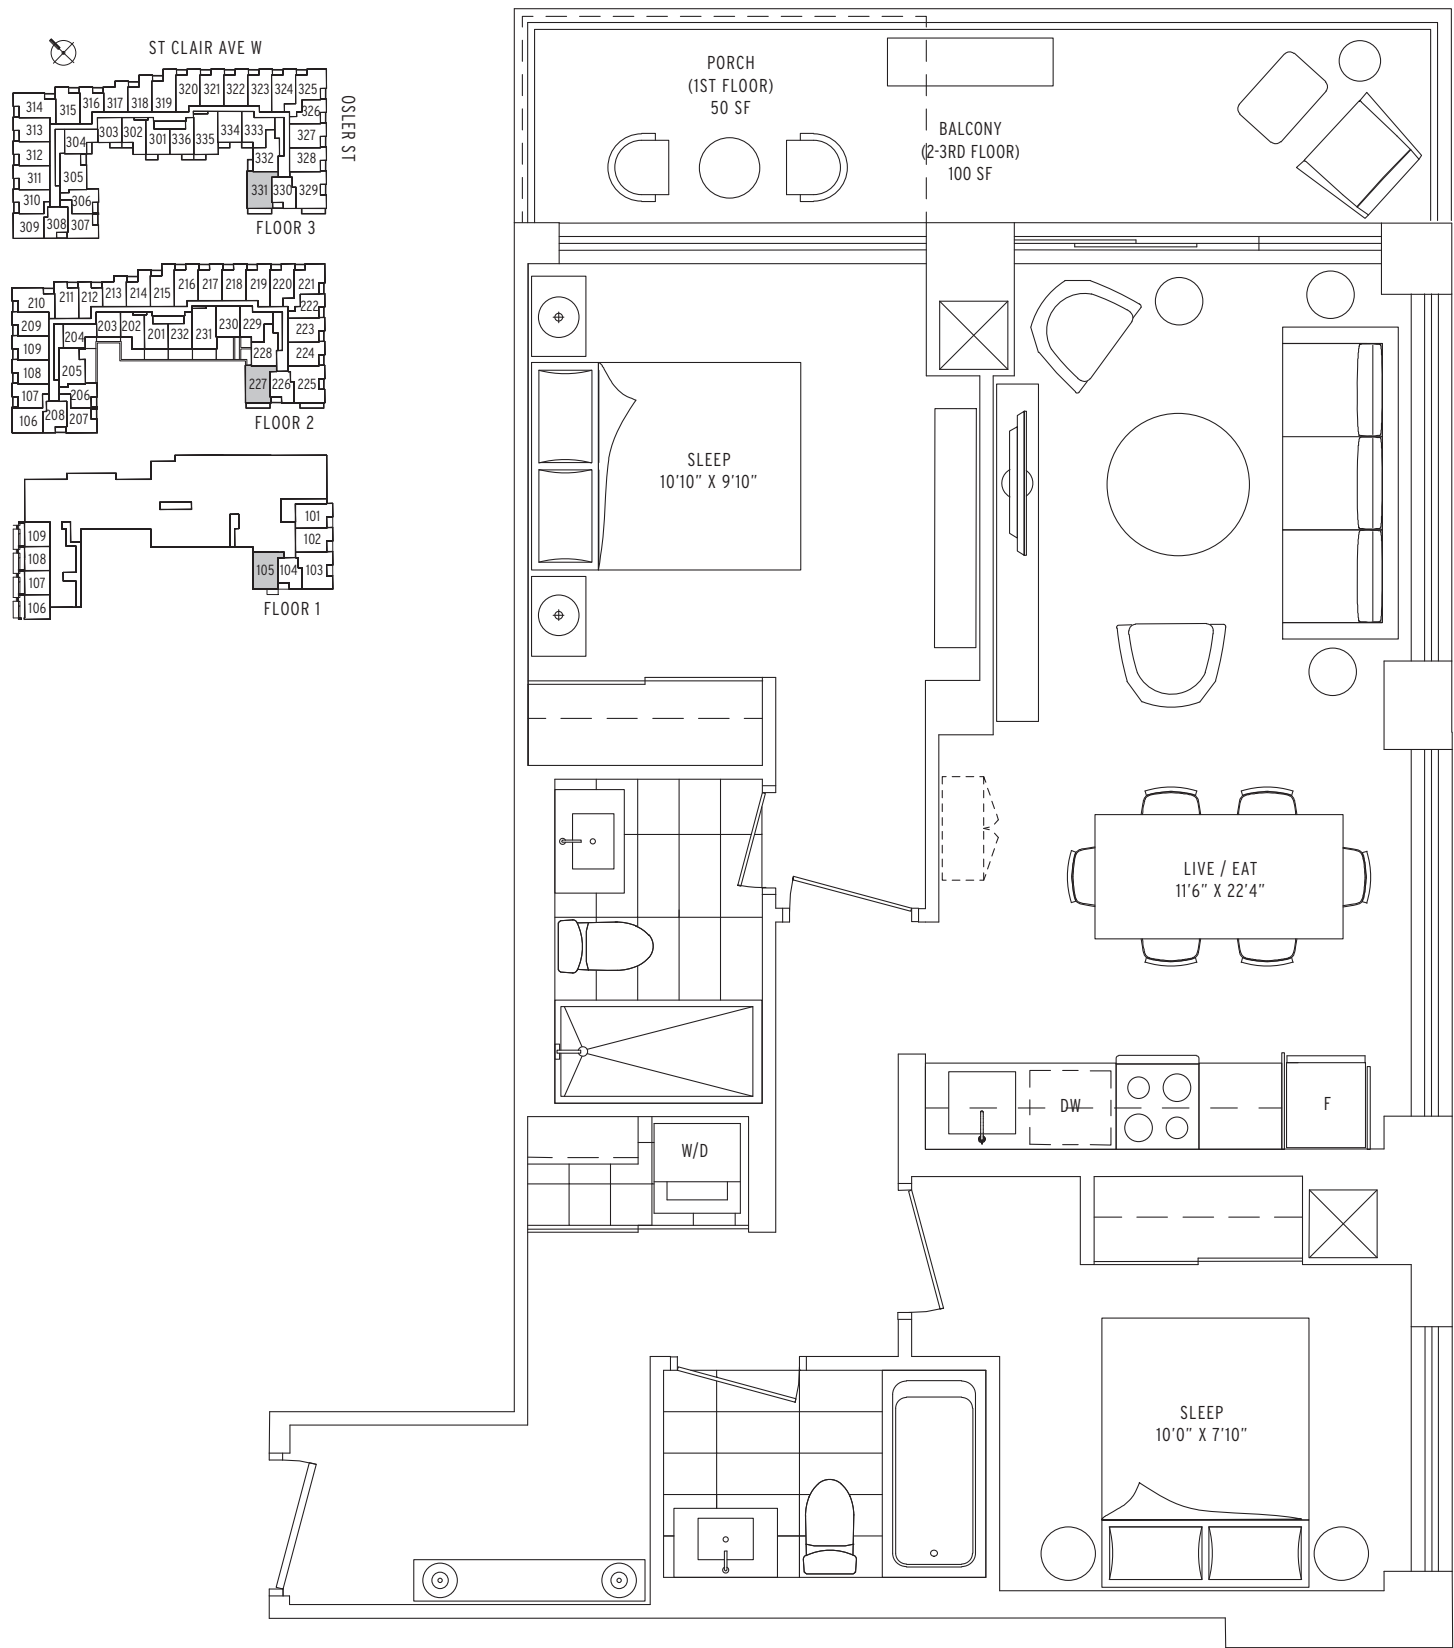 ST CLAIR AVE W
OSLER ST
320 321 322 323 324 325
314 315 316 317 318 319
326
313 303 302 301 336 335 334 333 327
304
312 332 328
311 305
310 306 331 330 329
309 308 307
FLOOR 3
216 217 218 219 220 221
210 211 212 213 214 215
222
209 203 202 201 232 231 230 229 223
204
109 228 224
108 205
107 206 227 226 225
106 208 207
FLOOR 2
101
109 102
108
107 105 104 103
106
FLOOR 1
PORCH
(1ST FLOOR)
50 SF
BALCONY
(2-3RD FLOOR)
100 SF
SLEEP
10'10" X 9'10"
LIVE / EAT
11'6" X 22'4"
DW
F
W/D
SLEEP
10'0" X 7'10"